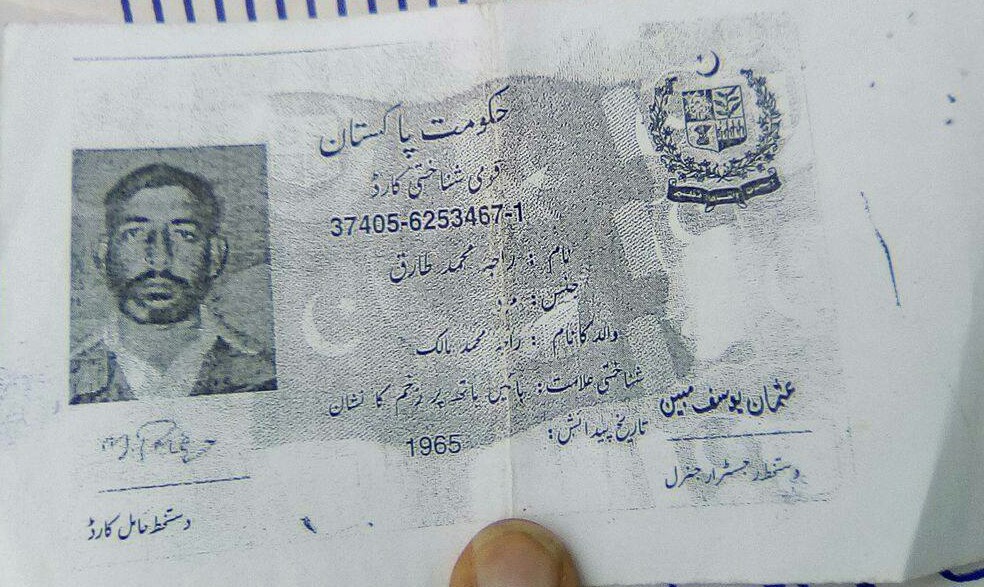 حکومت پاکستان
قومی شناختی کارڈ
37405-6253467-1
نام : راجہ محمد طارق
جنس : مرد
والد کا نام : راجہ محمد مالک
شناختی علامت : بائیں ہاتھ پر زخم کا نشان
تاریخ پیدائش : 1965
عثمان یوسف مبین
دستخط رجسٹرار جنرل
دستخط حامل کارڈ